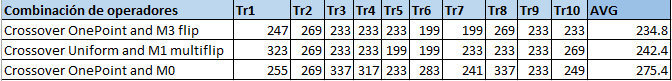 Combinación de operadores Tr1 Tr2 Tr3 Tr4 Tr5 Tr6 Tr7 Tr8 Tr9 Tr10 AVG
Crossover OnePoint and M3 flip 247 269 233 233 233 199 199 269 233 233 234.8
Crossover Uniform and M1 multiflip 323 269 233 233 199 199 233 233 233 269 242.4
Crossover OnePoint and M0 255 269 337 317 233 283 241 337 233 249 275.4